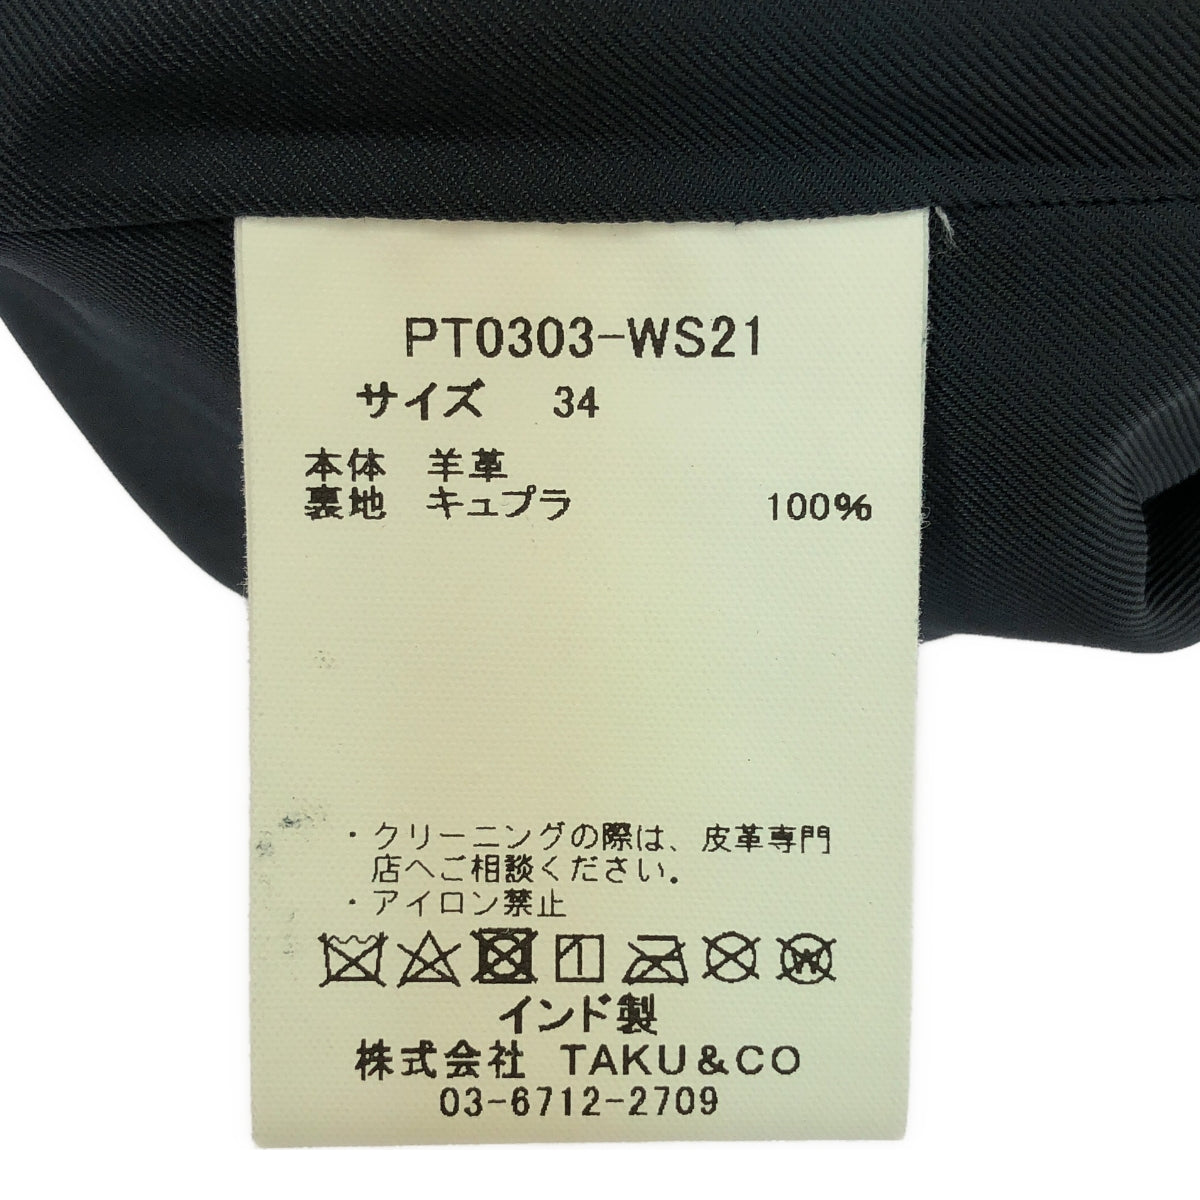 PT0303-WS21
サイズ 34
本体 羊革
裏地 キュプラ 100%
・クリーニングの際は、皮革専門
店へご相談ください。
・アイロン禁止
インド製
株式会社 TAKU&CO
03-6712-2709